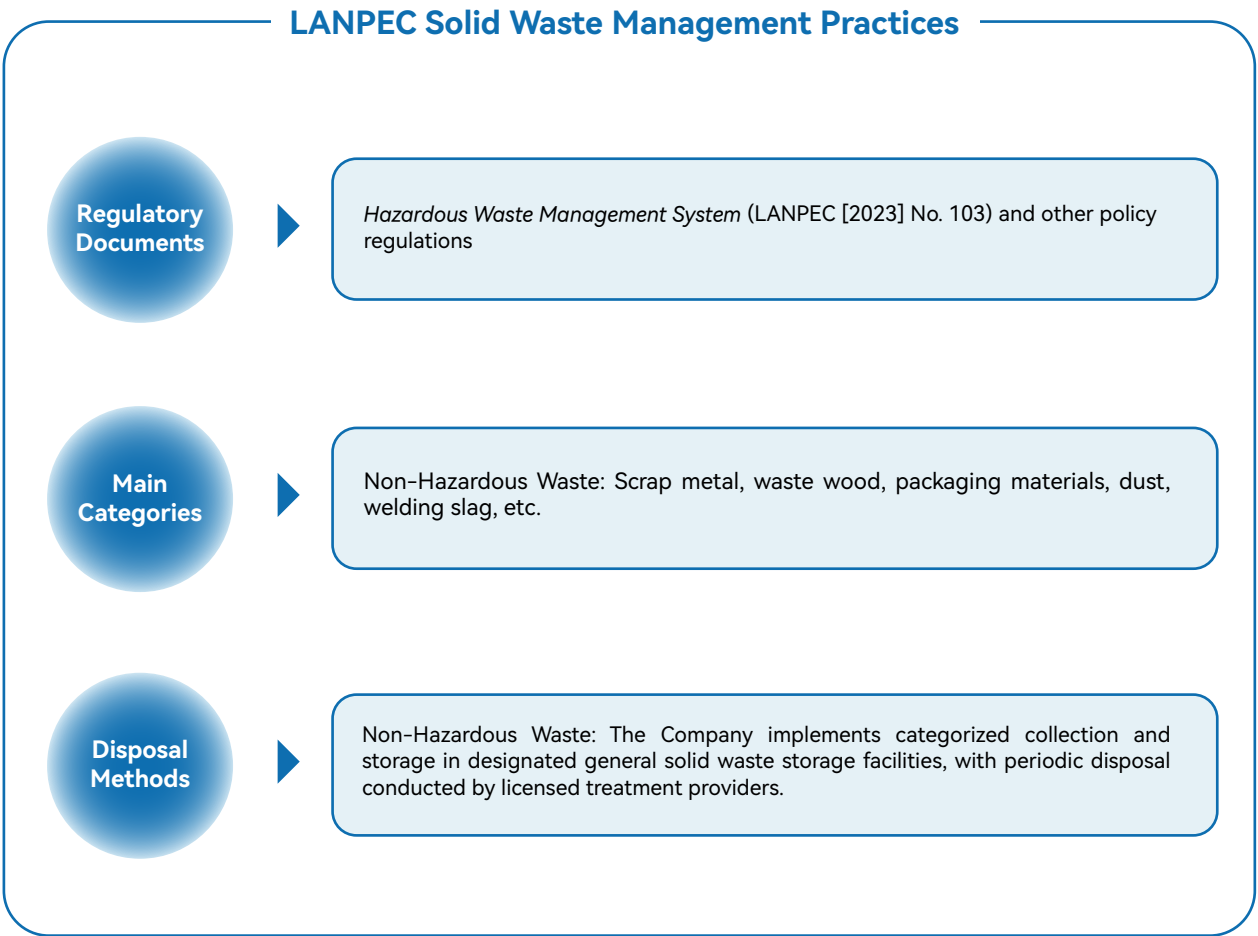 LANPEC Solid Waste Management Practices
Regulatory
Documents
Hazardous Waste Management System (LANPEC [2023] No. 103) and other policy
regulations
Main
Categories
Non-Hazardous Waste: Scrap metal, waste wood, packaging materials, dust,
welding slag, etc.
Disposal
Methods
Non-Hazardous Waste: The Company implements categorized collection and
storage in designated general solid waste storage facilities, with periodic disposal
conducted by licensed treatment providers.